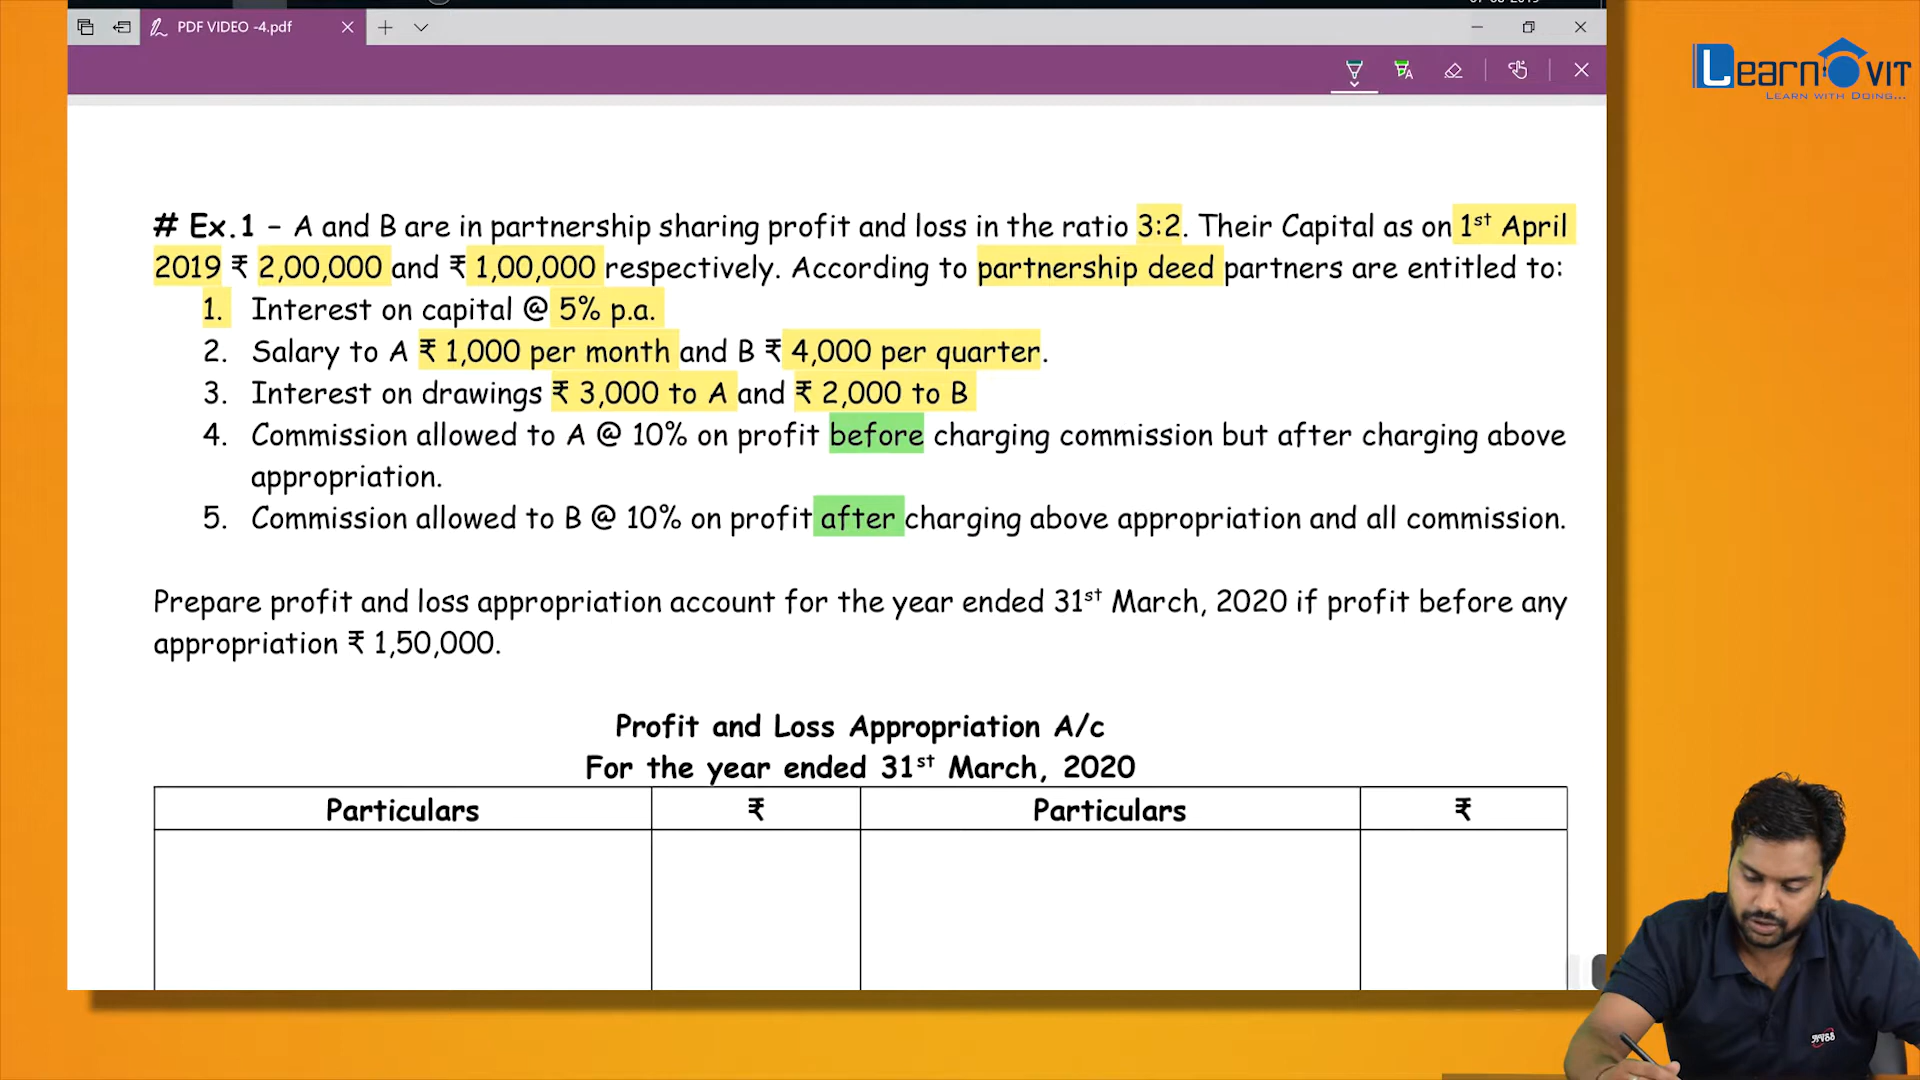 PDF VIDEO -4.pdf
LearnOVIT
LEARN WITH DOING...
# Ex.1 – A and B are in partnership sharing profit and loss in the ratio 3:2. Their Capital as on 1st April
2019 ₹ 2,00,000 and ₹ 1,00,000 respectively. According to partnership deed partners are entitled to:
1. Interest on capital @ 5% p.a.
2. Salary to A ₹ 1,000 per month and B ₹ 4,000 per quarter.
3. Interest on drawings ₹ 3,000 to A and ₹ 2,000 to B
4. Commission allowed to A @ 10% on profit before charging commission but after charging above
appropriation.
5. Commission allowed to B @ 10% on profit after charging above appropriation and all commission.
Prepare profit and loss appropriation account for the year ended 31st March, 2020 if profit before any
appropriation ₹ 1,50,000.
Profit and Loss Appropriation A/c
For the year ended 31st March, 2020
Particulars ₹ Particulars ₹